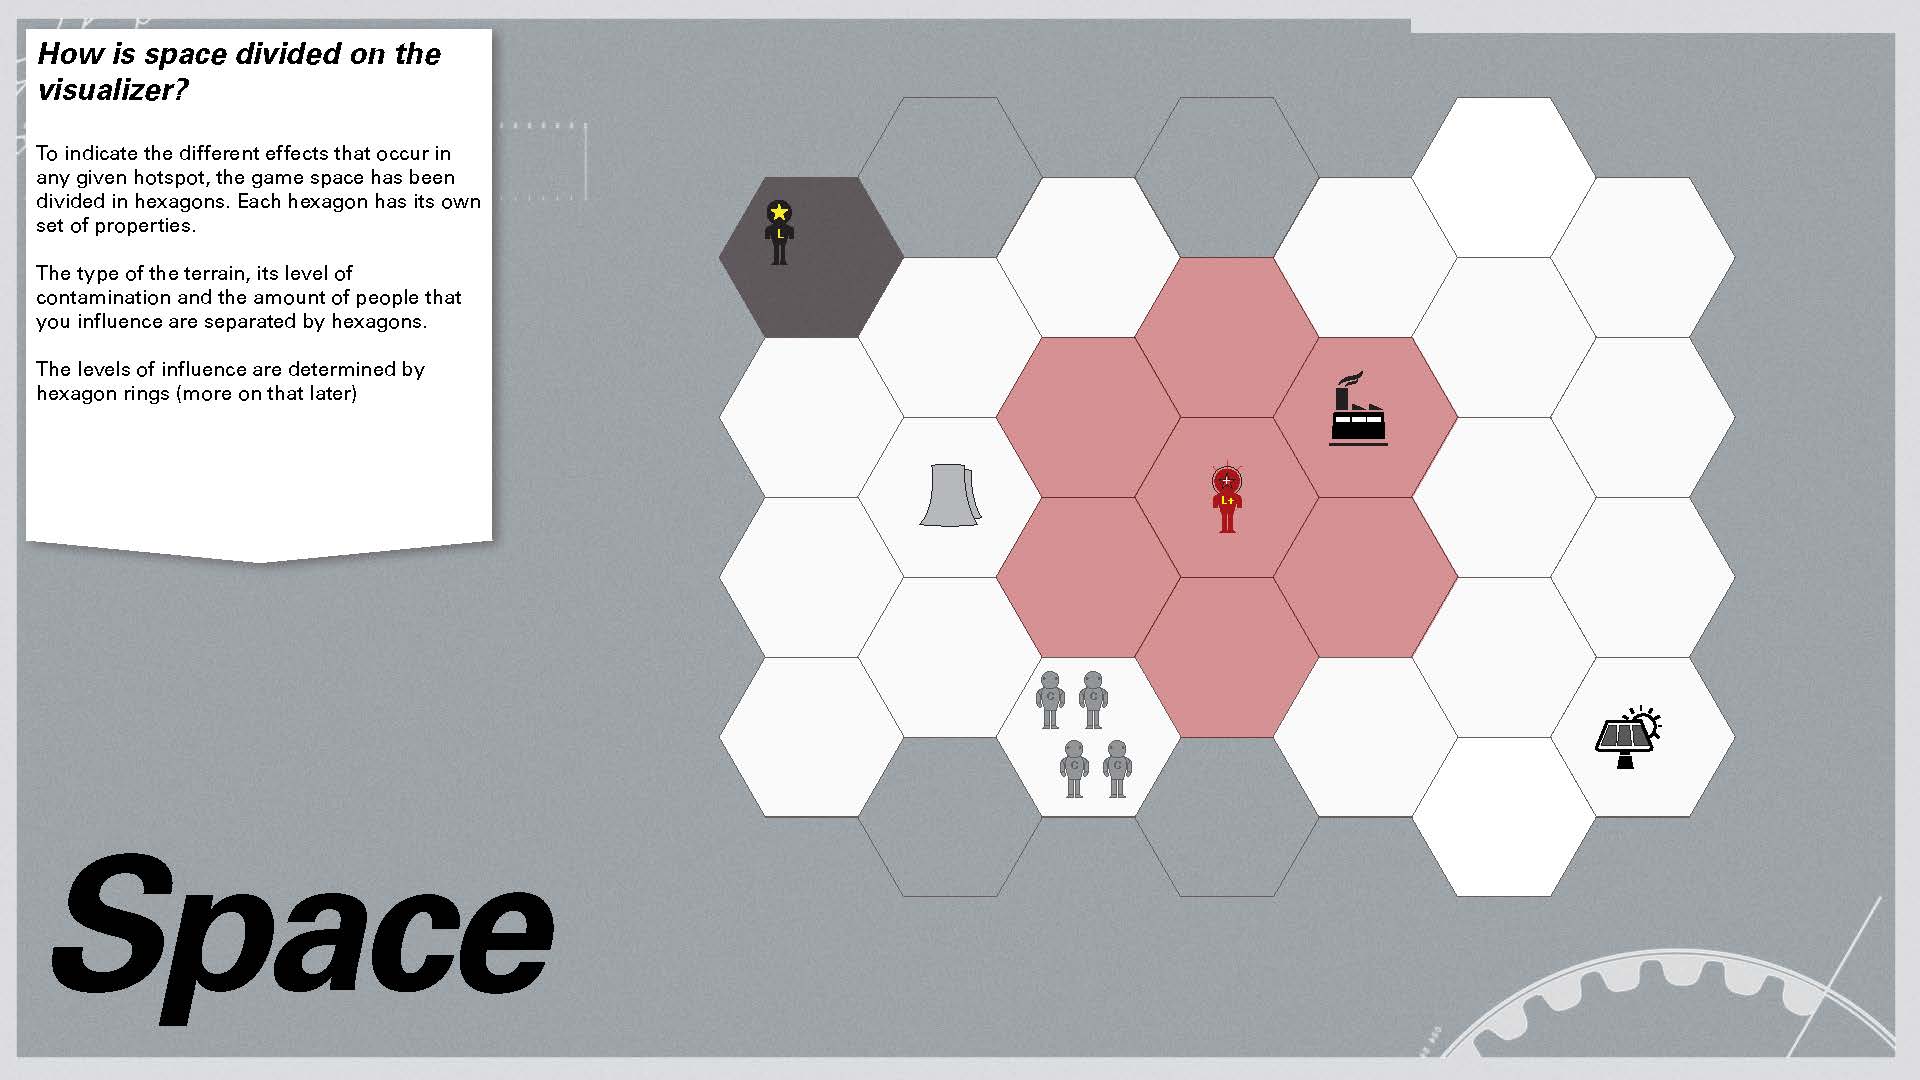 How is space divided on the
visualizer?
To indicate the different effects that occur in
any given hotspot, the game space has been
divided in hexagons. Each hexagon has its own
set of properties.
The type of the terrain, its level of
contamination and the amount of people that
you influence are separated by hexagons.
The levels of influence are determined by
hexagon rings (more on that later)
L
L+
C C
C C
Space